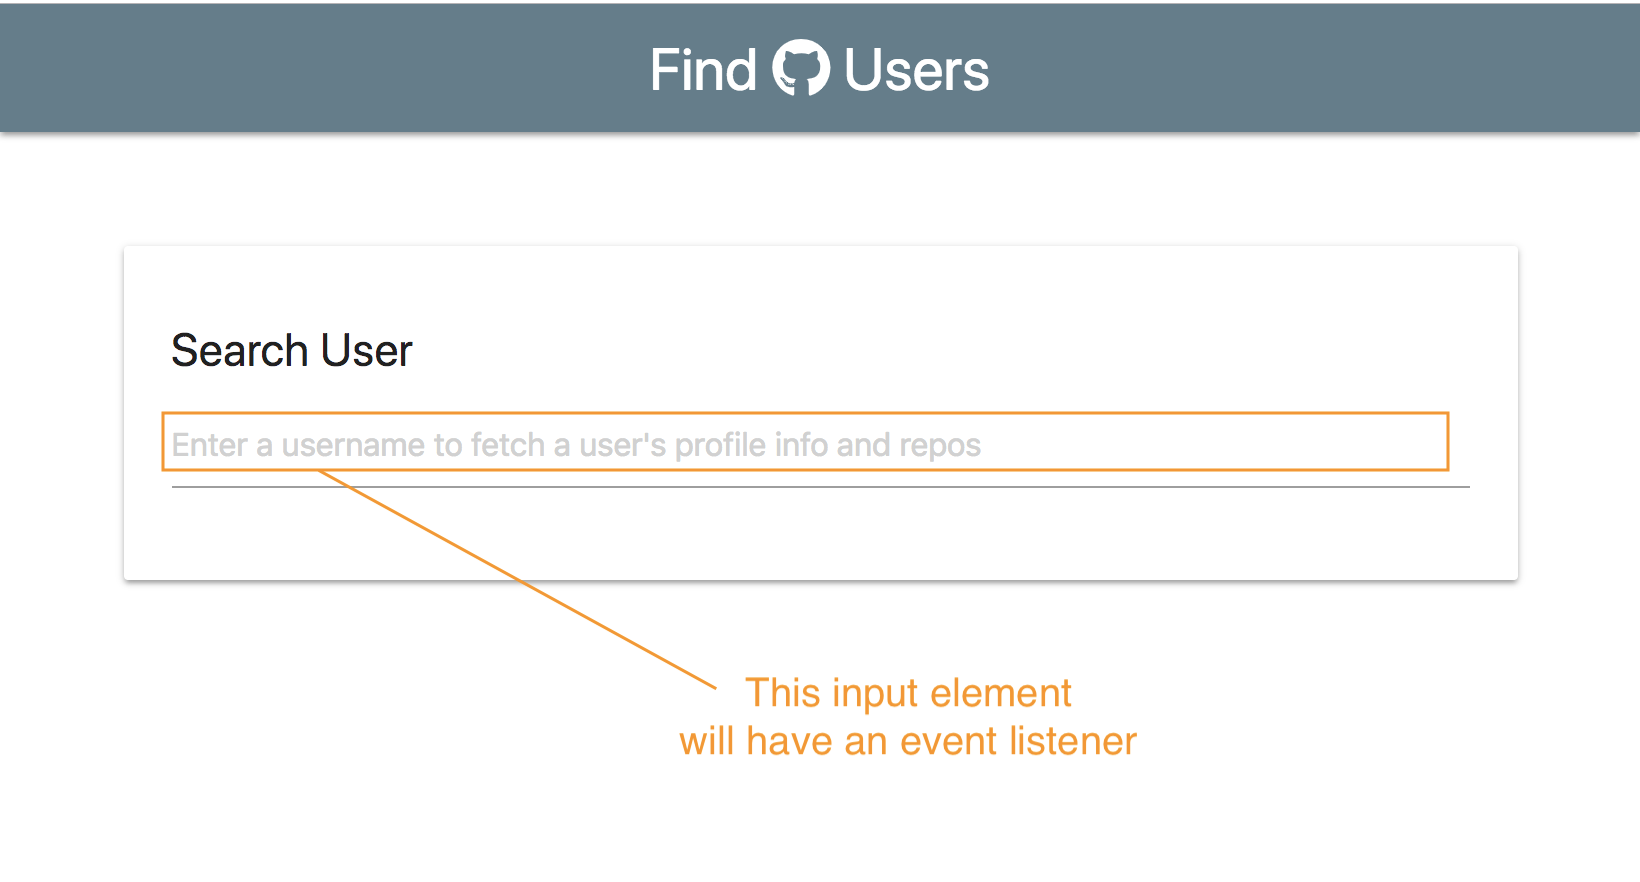 Find Users
Search User
Enter a username to fetch a user's profile info and repos
This input element
will have an event listener